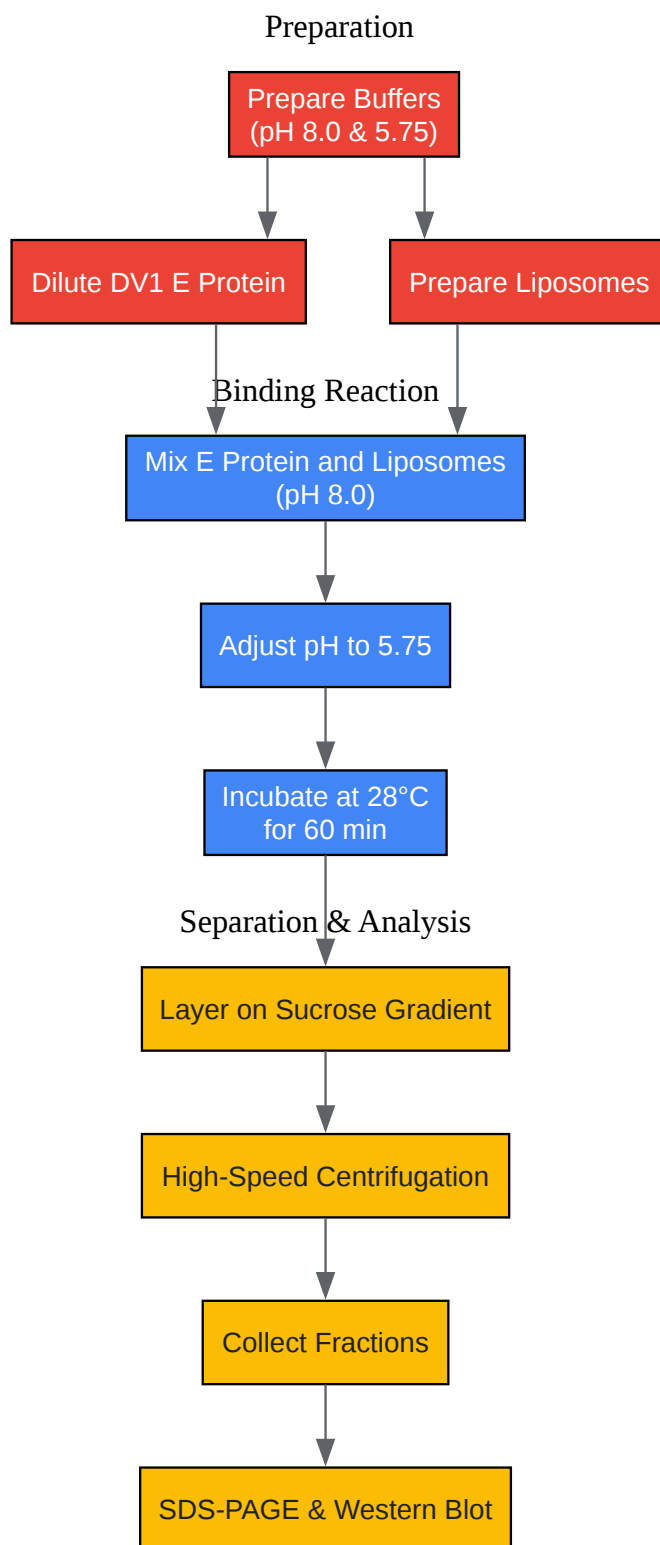 Preparation
Prepare Buffers
(pH 8.0 & 5.75)
Dilute DV1 E Protein
Prepare Liposomes
Binding Reaction
Mix E Protein and Liposomes
(pH 8.0)
Adjust pH to 5.75
Incubate at 28°C
for 60 min
Separation & Analysis
Layer on Sucrose Gradient
High-Speed Centrifugation
Collect Fractions
SDS-PAGE & Western Blot